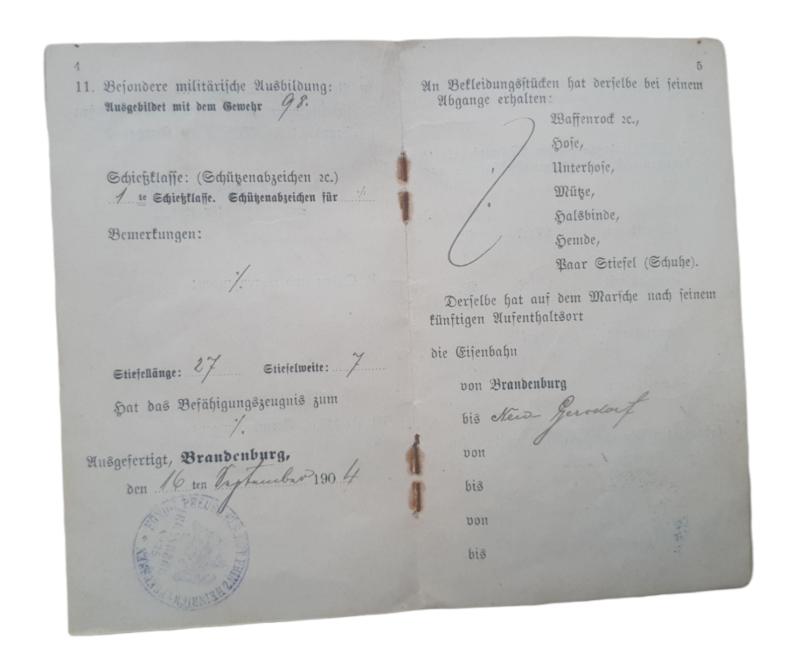 4
11. Besondere militärische Ausbildung:
Ausgebildet mit dem Gewehr 98.
Schießklasse: (Schützenabzeichen ꝛc.)
1 te Schießklasse. Schützenabzeichen für ·/.
Bemerkungen:
·/.
Stiefellänge: 27 Stiefelweite: 7
Hat das Befähigungszeugnis zum
·/.
Ausgefertigt, Brandenburg,
den 16 ten September 1904
5
An Bekleidungsstücken hat derselbe bei seinem
Abgange erhalten:
Waffenrock ꝛc.,
Hose,
Unterhose,
Mütze,
Halsbinde,
Hemde,
Paar Stiefel (Schuhe).
·/.
Derselbe hat auf dem Marsche nach seinem
künftigen Aufenthaltsort
die Eisenbahn
von Brandenburg
bis Neu Gersdorf
von
bis
von
bis